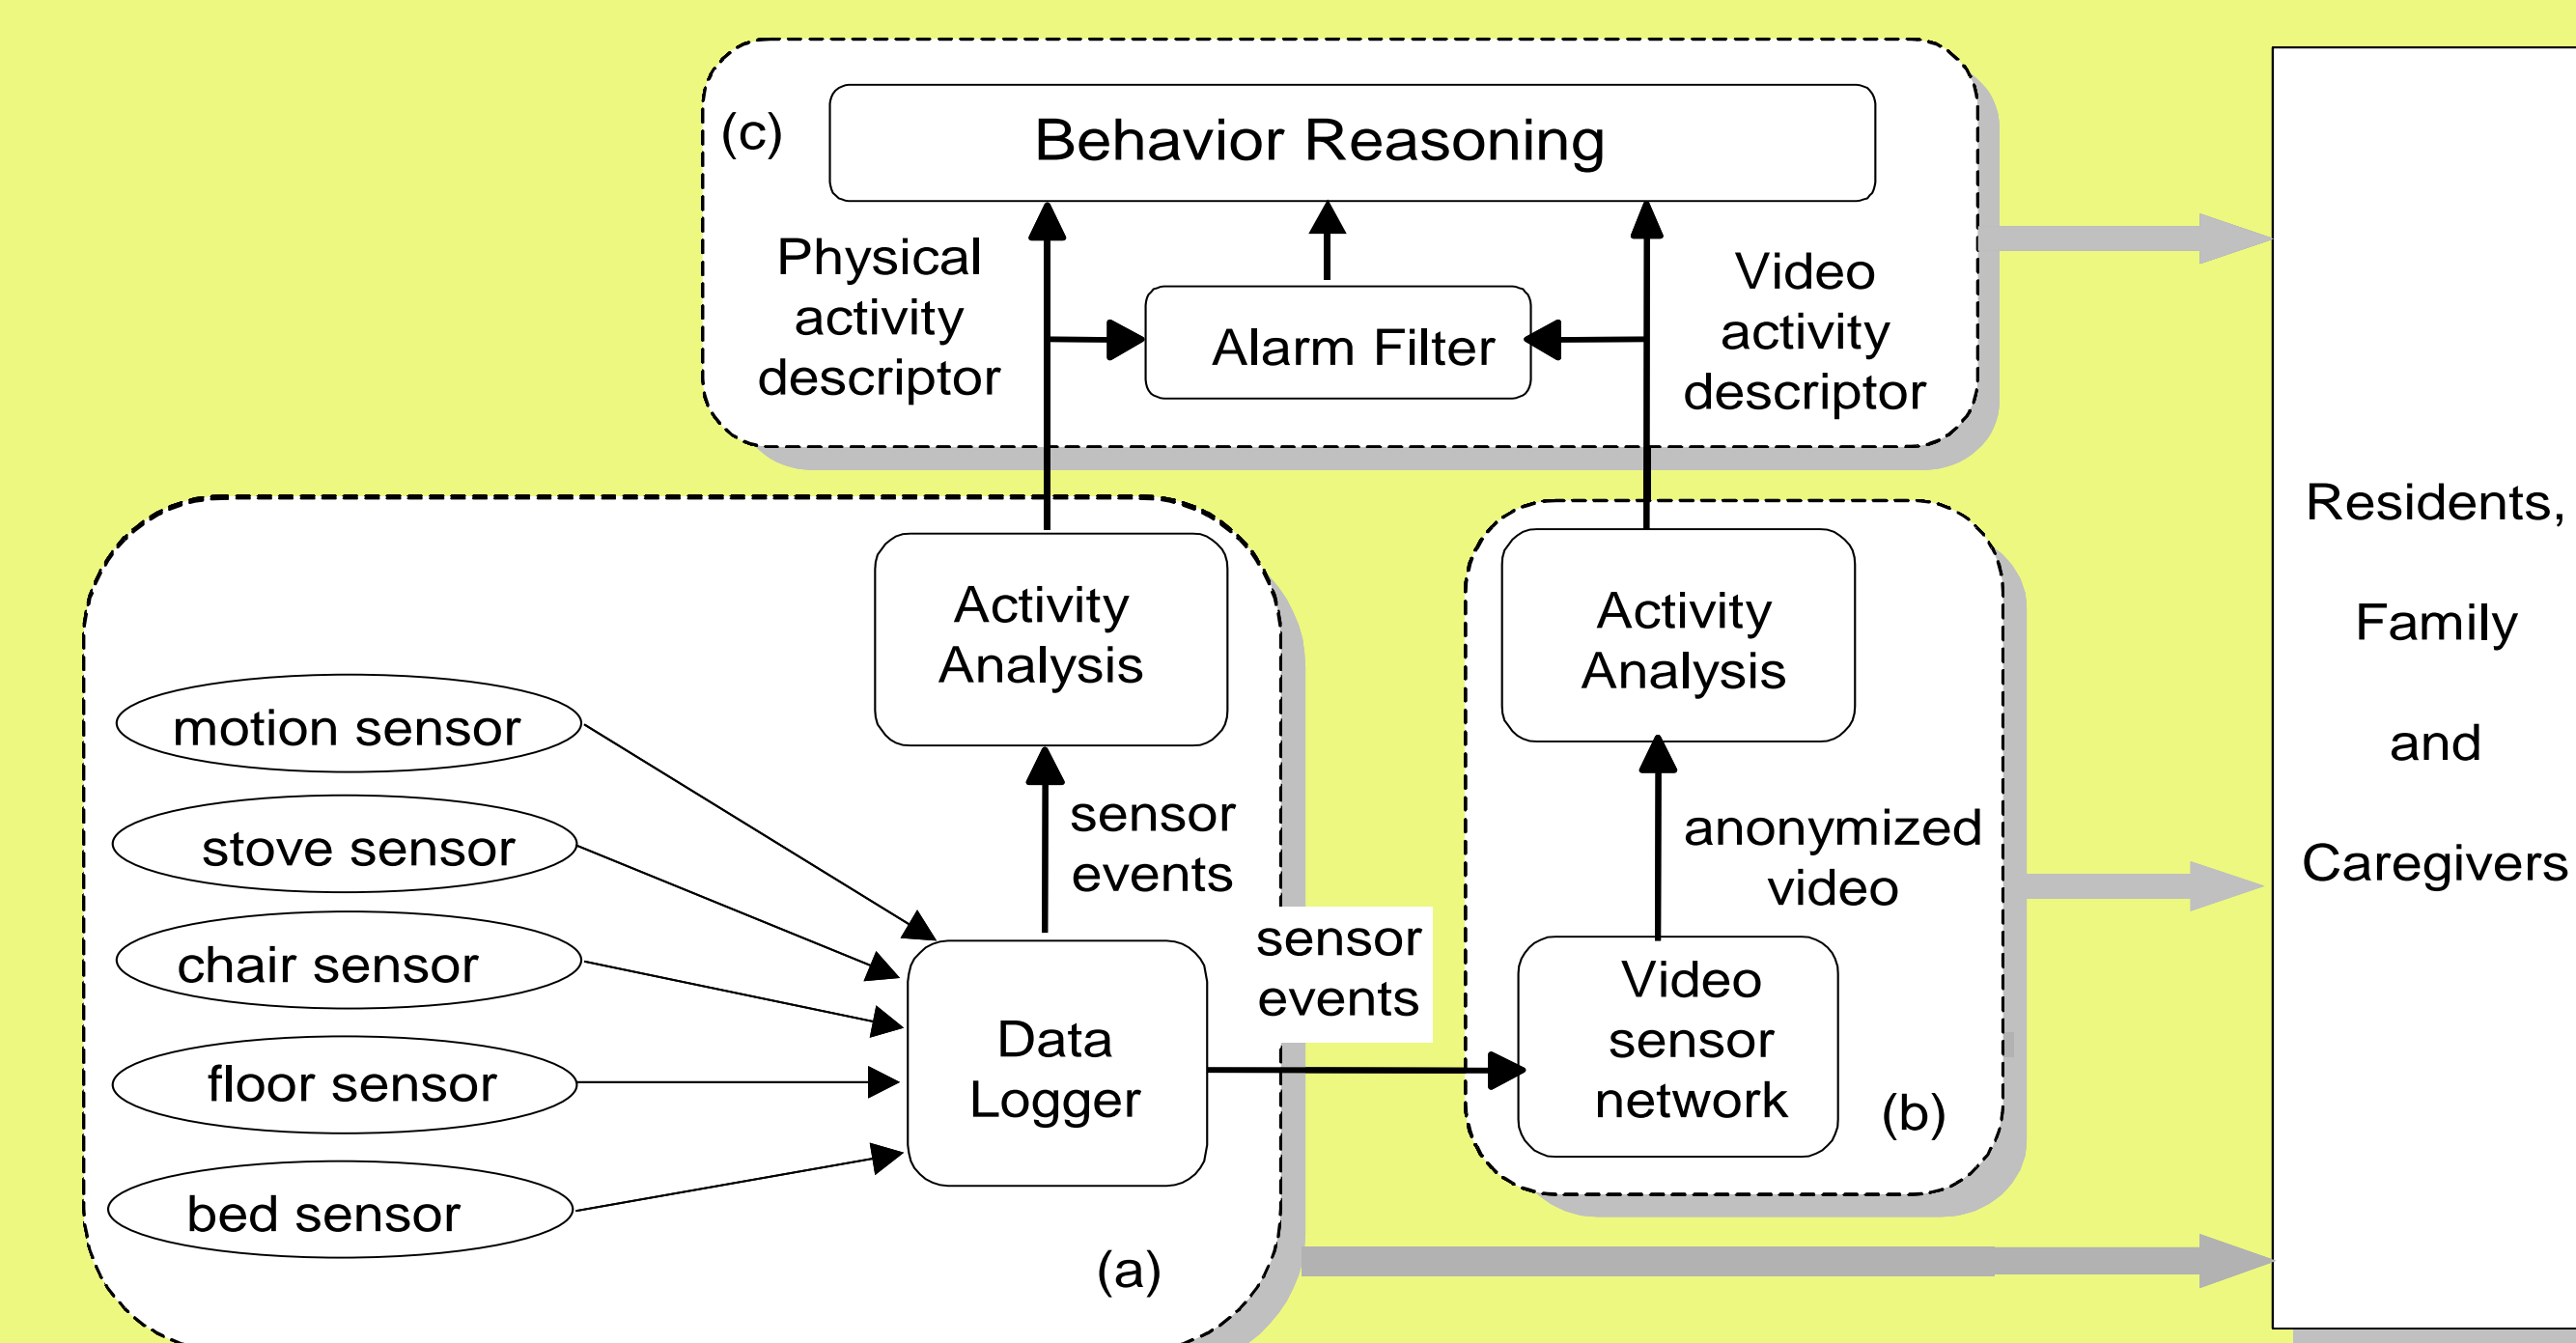 (c)
Behavior Reasoning
Physical
activity
descriptor
Alarm Filter
Video
activity
descriptor
Activity
Analysis
sensor
events
motion sensor
stove sensor
chair sensor
floor sensor
bed sensor
Data
Logger
(a)
sensor
events
Activity
Analysis
anonymized
video
Video
sensor
network
(b)
Residents,
Family
and
Caregivers